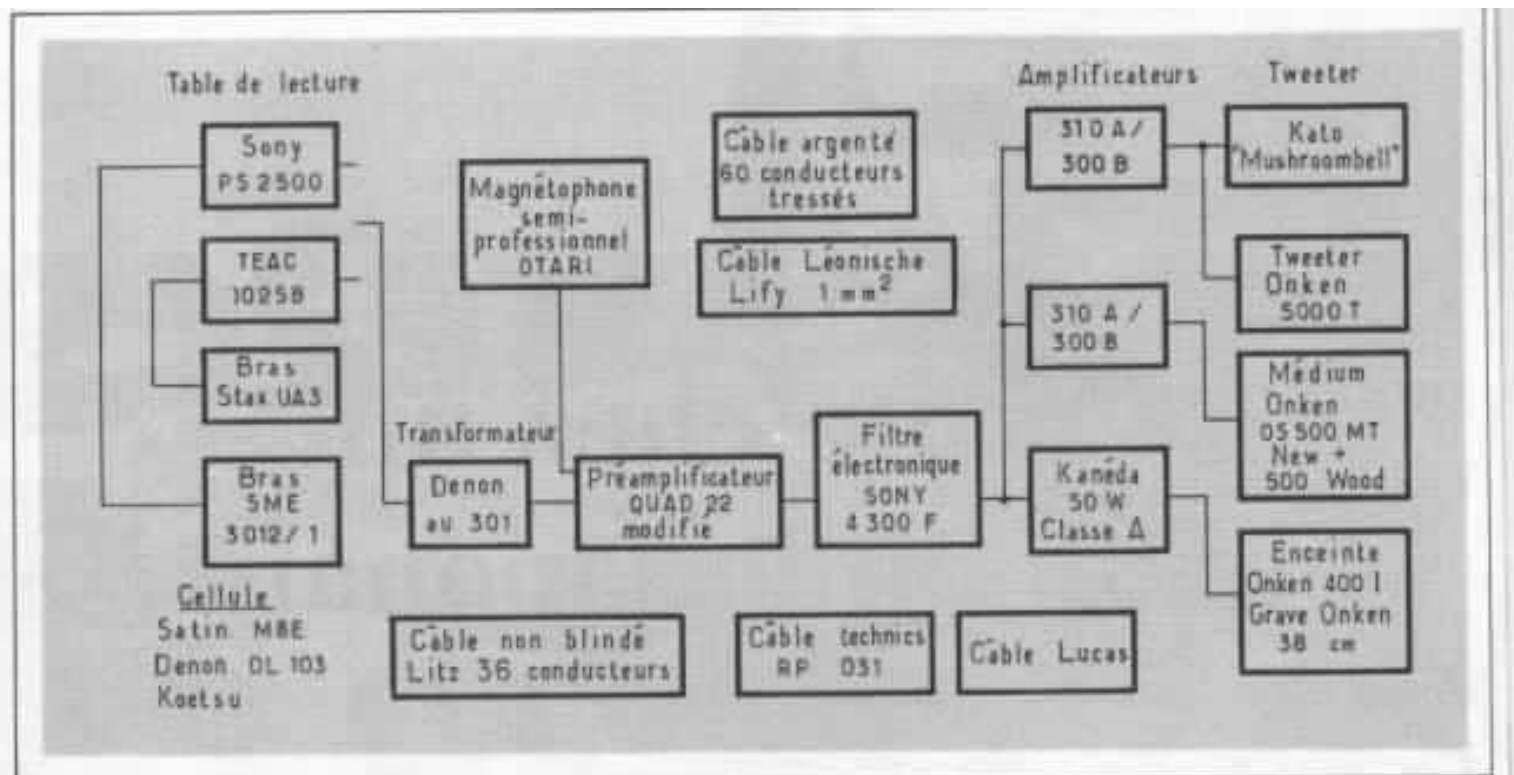 Table de lecture
Sony
PS 2500
TEAC
1025B
Bras
Stax UA3
Bras
SME
3012/1
Cellule
Satin M8E
Denon DL 103
Koetsu
Magnétophone
semi-
professionnel
OTARI
Transformateur
Denon
au 301
Préamplificateur
QUAD 22
modifié
Câble argenté
60 conducteurs
tressés
Câble Léonische
Lify 1 mm²
Filtre
électronique
SONY
4300 F
Câble non blindé
Litz 36 conducteurs
Câble technics
RP 031
Câble Lucas
Amplificateurs
310 A /
300 B
310 A /
300 B
Kanéda
50 W
Classe A
Tweeter
Kato
"Mushroombell"
Tweeter
Onken
5000 T
Médium
Onken
OS 500 MT
New +
500 Wood
Enceinte
Onken 400 l
Grave Onken
38 cm